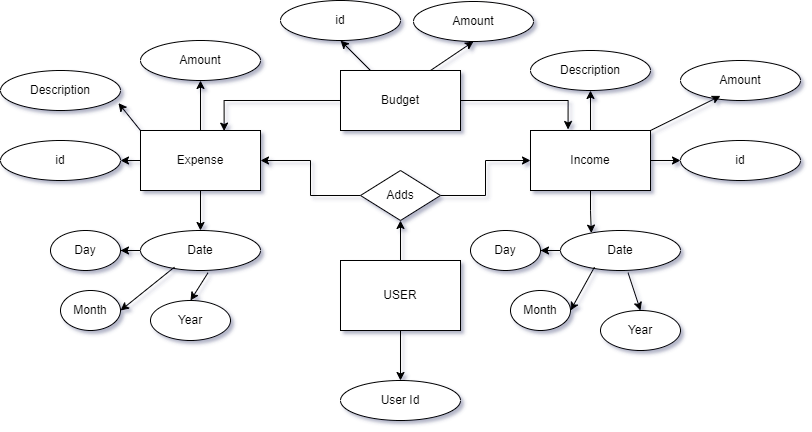 id
Amount
Amount
Description
Budget
Description
Amount
Expense
id
Income
id
Adds
Day
Date
Day
Date
Month
Year
USER
Month
Year
User Id